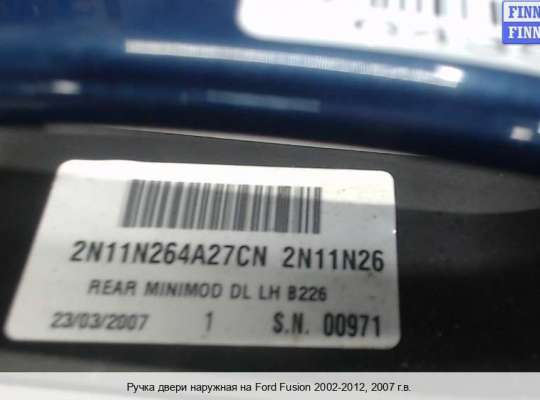 FINN
FINN
2N11N264A27CN 2N11N26
REAR MINIMOD DL LH B226
23/03/2007 1 S.N. 00971
Ручка двери наружная на Ford Fusion 2002-2012, 2007 г.в.